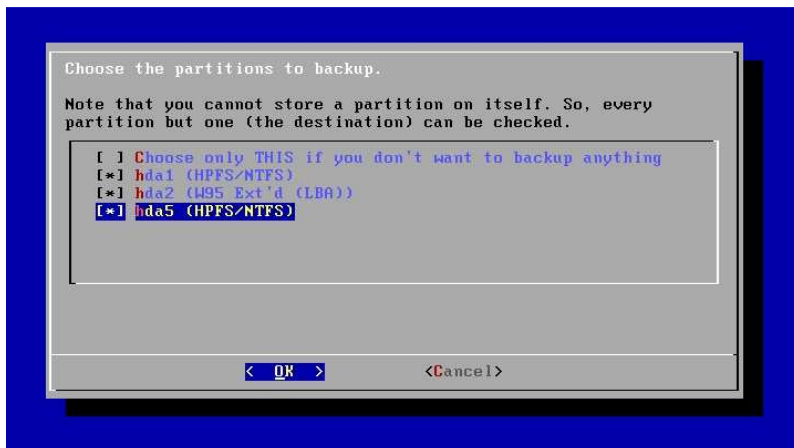 Choose the partitions to backup.
Note that you cannot store a partition on itself. So, every
partition but one (the destination) can be checked.
[ ] Choose only THIS if you don't want to backup anything
[*] hda1 (HPFS/NTFS)
[*] hda2 (W95 Ext'd (LBA))
[*] hda5 (HPFS/NTFS)
< OK > <Cancel>